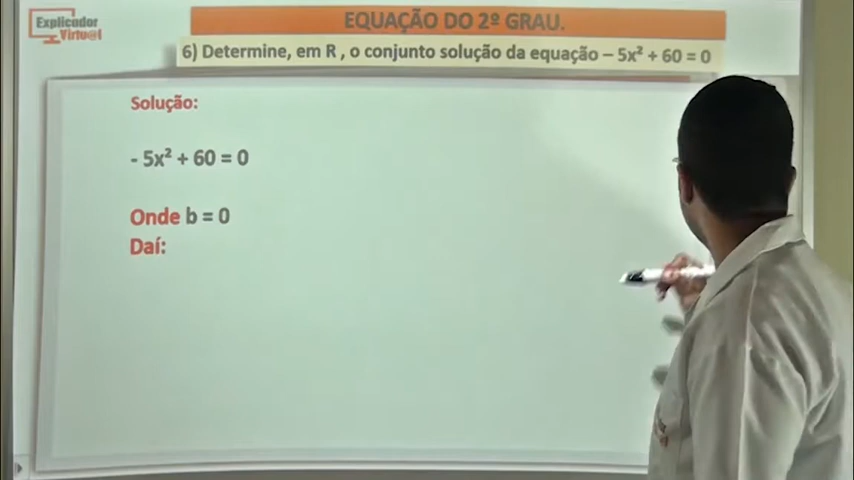 Explicador
Virtu@l
EQUAÇÃO DO 2º GRAU.
6) Determine, em R , o conjunto solução da equação – 5x² + 60 = 0
Solução:
- 5x² + 60 = 0
Onde b = 0
Daí: